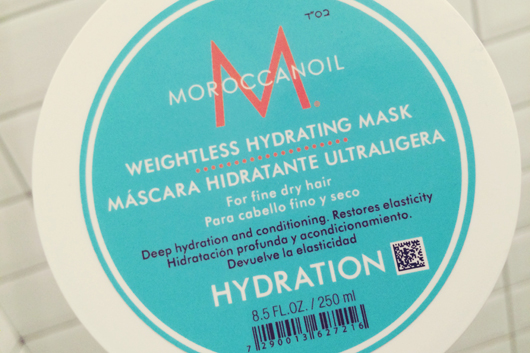 בס"ד
M
MOROCCANOIL
WEIGHTLESS HYDRATING MASK
MÁSCARA HIDRATANTE ULTRALIGERA
For fine dry hair
Para cabello fino y seco
Deep hydration and conditioning. Restores elasticity
Hidratación profunda y acondicionamiento.
Devuelve la elasticidad
HYDRATION
8.5 FL.OZ. / 250 ml
7 290013 627216